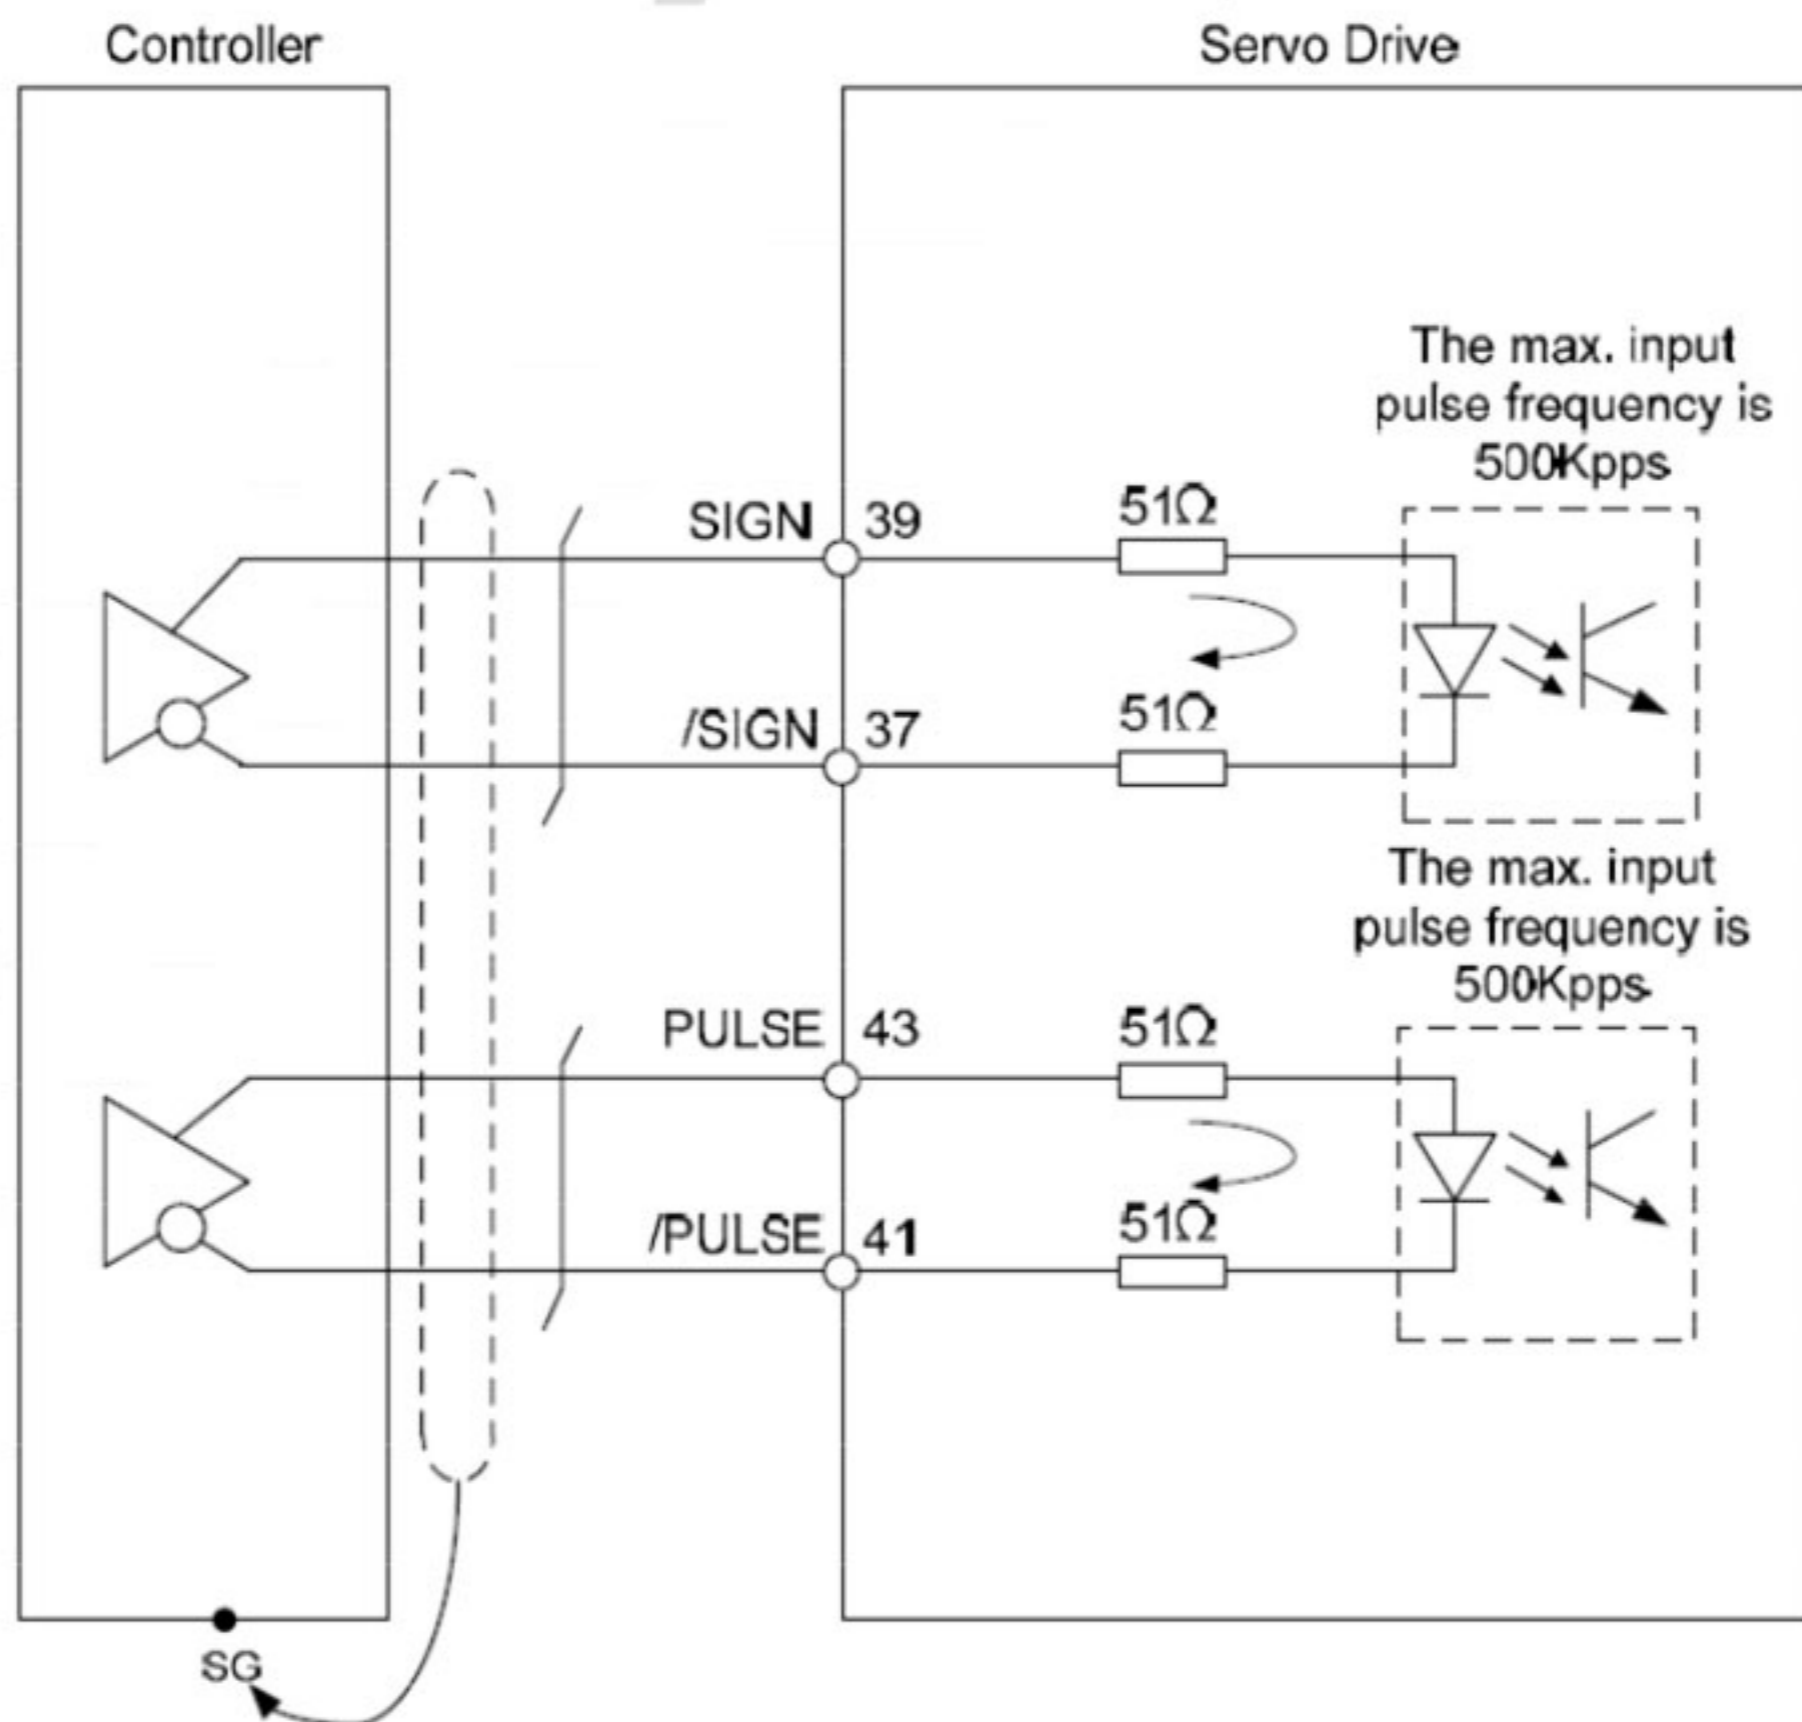 Controller
Servo Drive
The max. input
pulse frequency is
500Kpps
SIGN 39
51Ω
/SIGN 37
51Ω
The max. input
pulse frequency is
500Kpps
PULSE 43
51Ω
/PULSE 41
51Ω
SG